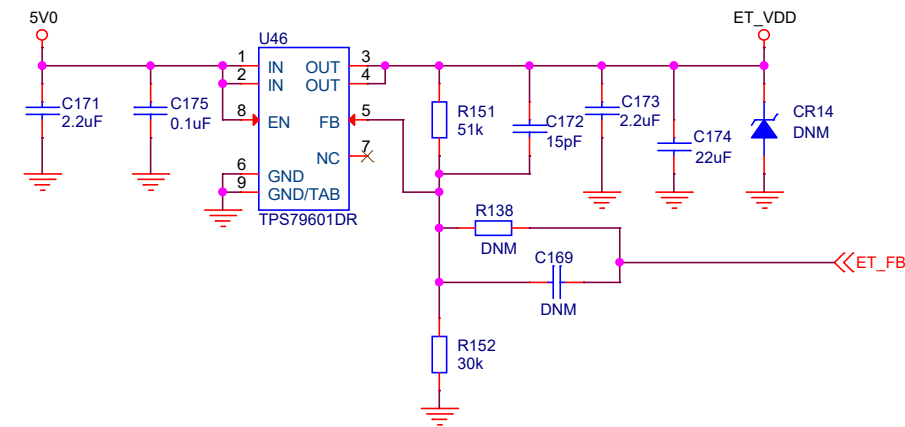 5V0
ET_VDD
U46
1
IN
OUT
3
2
IN
OUT
4
8
EN
FB
5
NC
7
6
GND
9
GND/TAB
TPS79601DR
C171
2.2uF
C175
0.1uF
R151
51k
C172
15pF
C173
2.2uF
C174
22uF
CR14
DNM
R138
DNM
C169
DNM
ET_FB
R152
30k